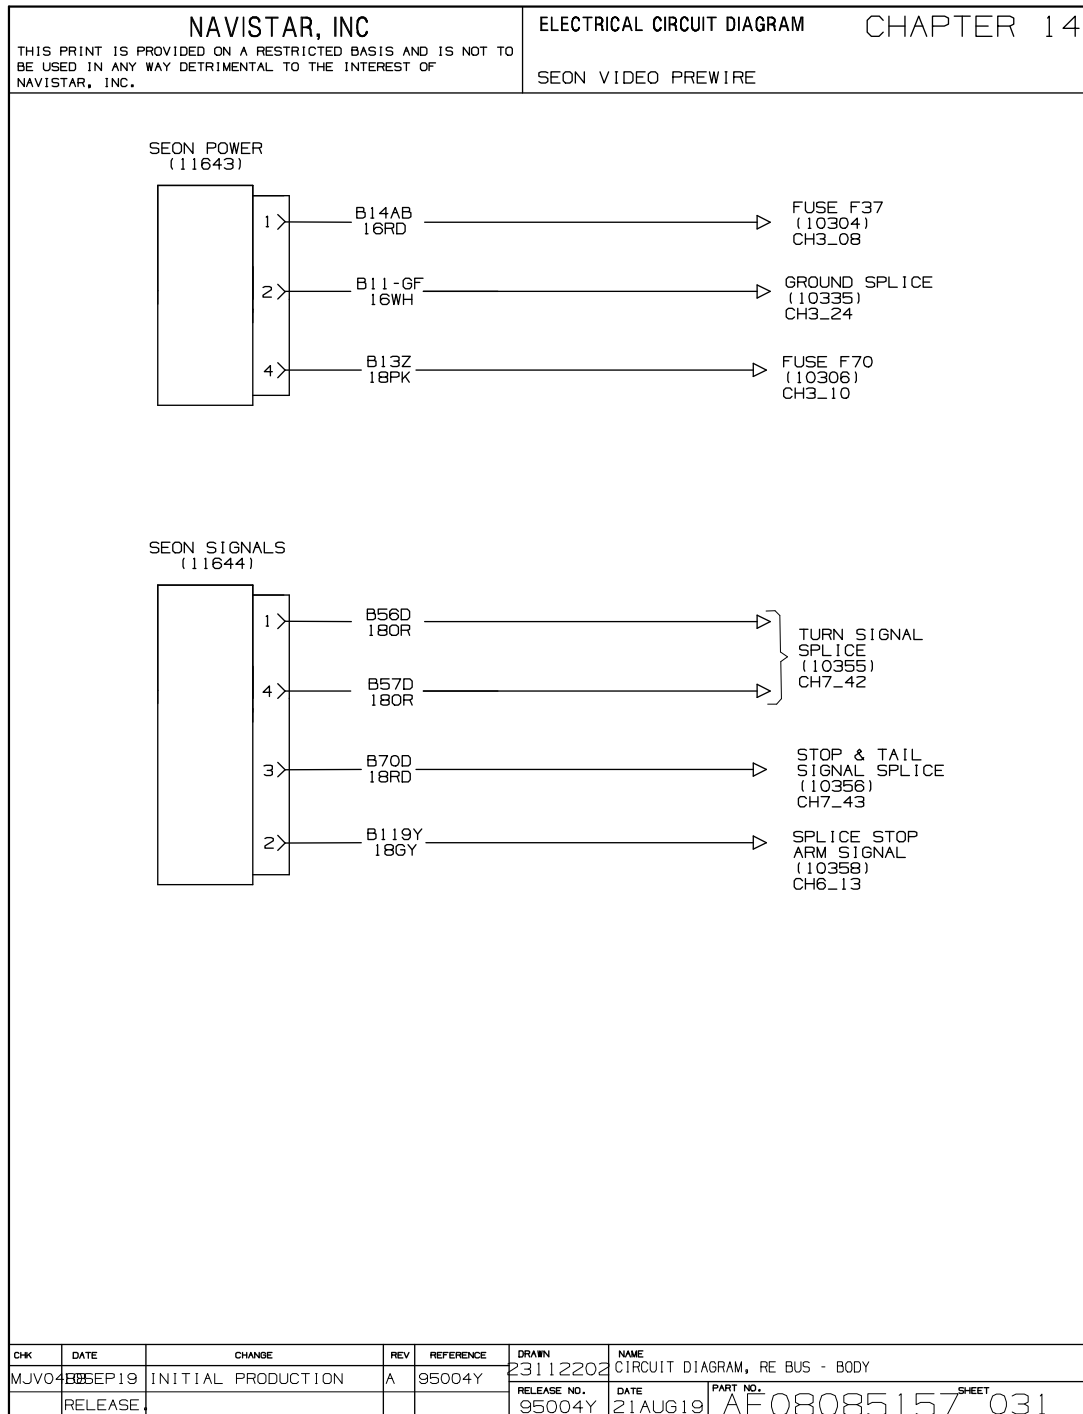 NAVISTAR, INC
THIS PRINT IS PROVIDED ON A RESTRICTED BASIS AND IS NOT TO
BE USED IN ANY WAY DETRIMENTAL TO THE INTEREST OF
NAVISTAR, INC.
ELECTRICAL CIRCUIT DIAGRAM
CHAPTER 14
SEON VIDEO PREWIRE
SEON POWER
(11643)
1
B14AB
16RD
FUSE F37
(10304)
CH3_08
2
B11-GF
16WH
GROUND SPLICE
(10335)
CH3_24
4
B13Z
18PK
FUSE F70
(10306)
CH3_10
SEON SIGNALS
(11644)
1
B56D
18OR
4
B57D
18OR
TURN SIGNAL
SPLICE
(10355)
CH7_42
3
B70D
18RD
STOP & TAIL
SIGNAL SPLICE
(10356)
CH7_43
2
B119Y
18GY
SPLICE STOP
ARM SIGNAL
(10358)
CH6_13
CHK DATE CHANGE REV REFERENCE
05SEP19 INITIAL PRODUCTION A 95004Y
RELEASE.
DRAWN
23112202
NAME
CIRCUIT DIAGRAM, RE BUS - BODY
RELEASE NO.
95004Y
DATE
21AUG19
PART NO.
AF08085157
SHEET
031